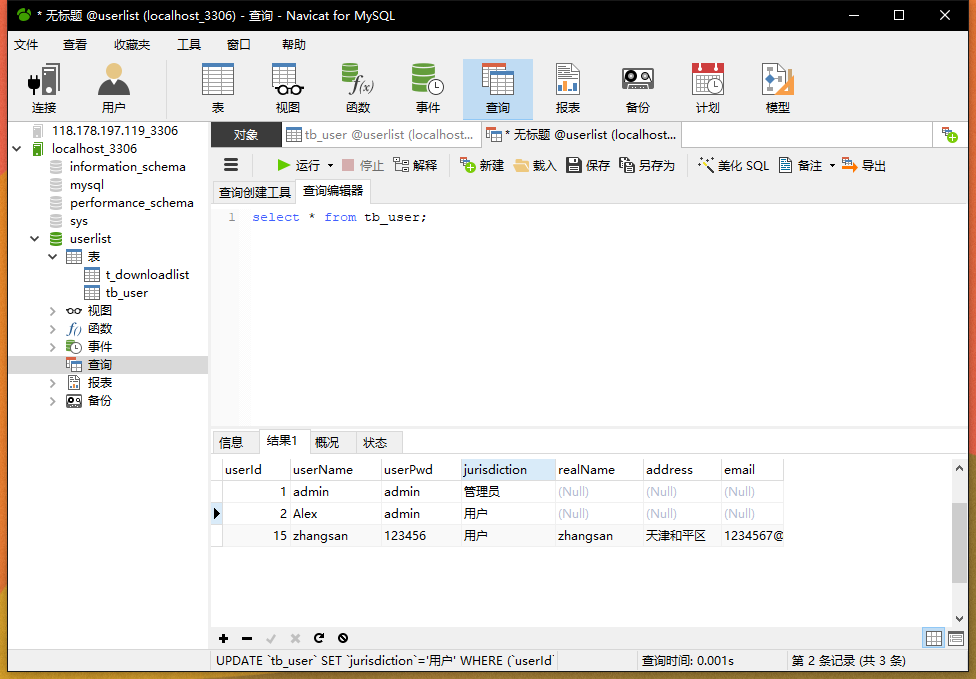 * 无标题 @userlist (localhost_3306) - 查询 - Navicat for MySQL
文件 查看 收藏夹 工具 窗口 帮助
连接 用户 表 视图 函数 事件 查询 报表 备份 计划 模型
118.178.197.119_3306
localhost_3306
information_schema
mysql
performance_schema
sys
userlist
表
t_downloadlist
tb_user
视图
函数
事件
查询
报表
备份
对象 tb_user @userlist (localhost... * 无标题 @userlist (localhost...
运行 停止 解释 新建 载入 保存 另存为 美化 SQL 备注 导出
查询创建工具 查询编辑器
1 select * from tb_user;
信息 结果1 概况 状态
userId userName userPwd jurisdiction realName address email
1 admin admin 管理员 (Null) (Null) (Null)
2 Alex admin 用户 (Null) (Null) (Null)
15 zhangsan 123456 用户 zhangsan 天津和平区 1234567@
UPDATE `tb_user` SET `jurisdiction`='用户' WHERE (`userId` 查询时间: 0.001s 第 2 条记录 (共 3 条)